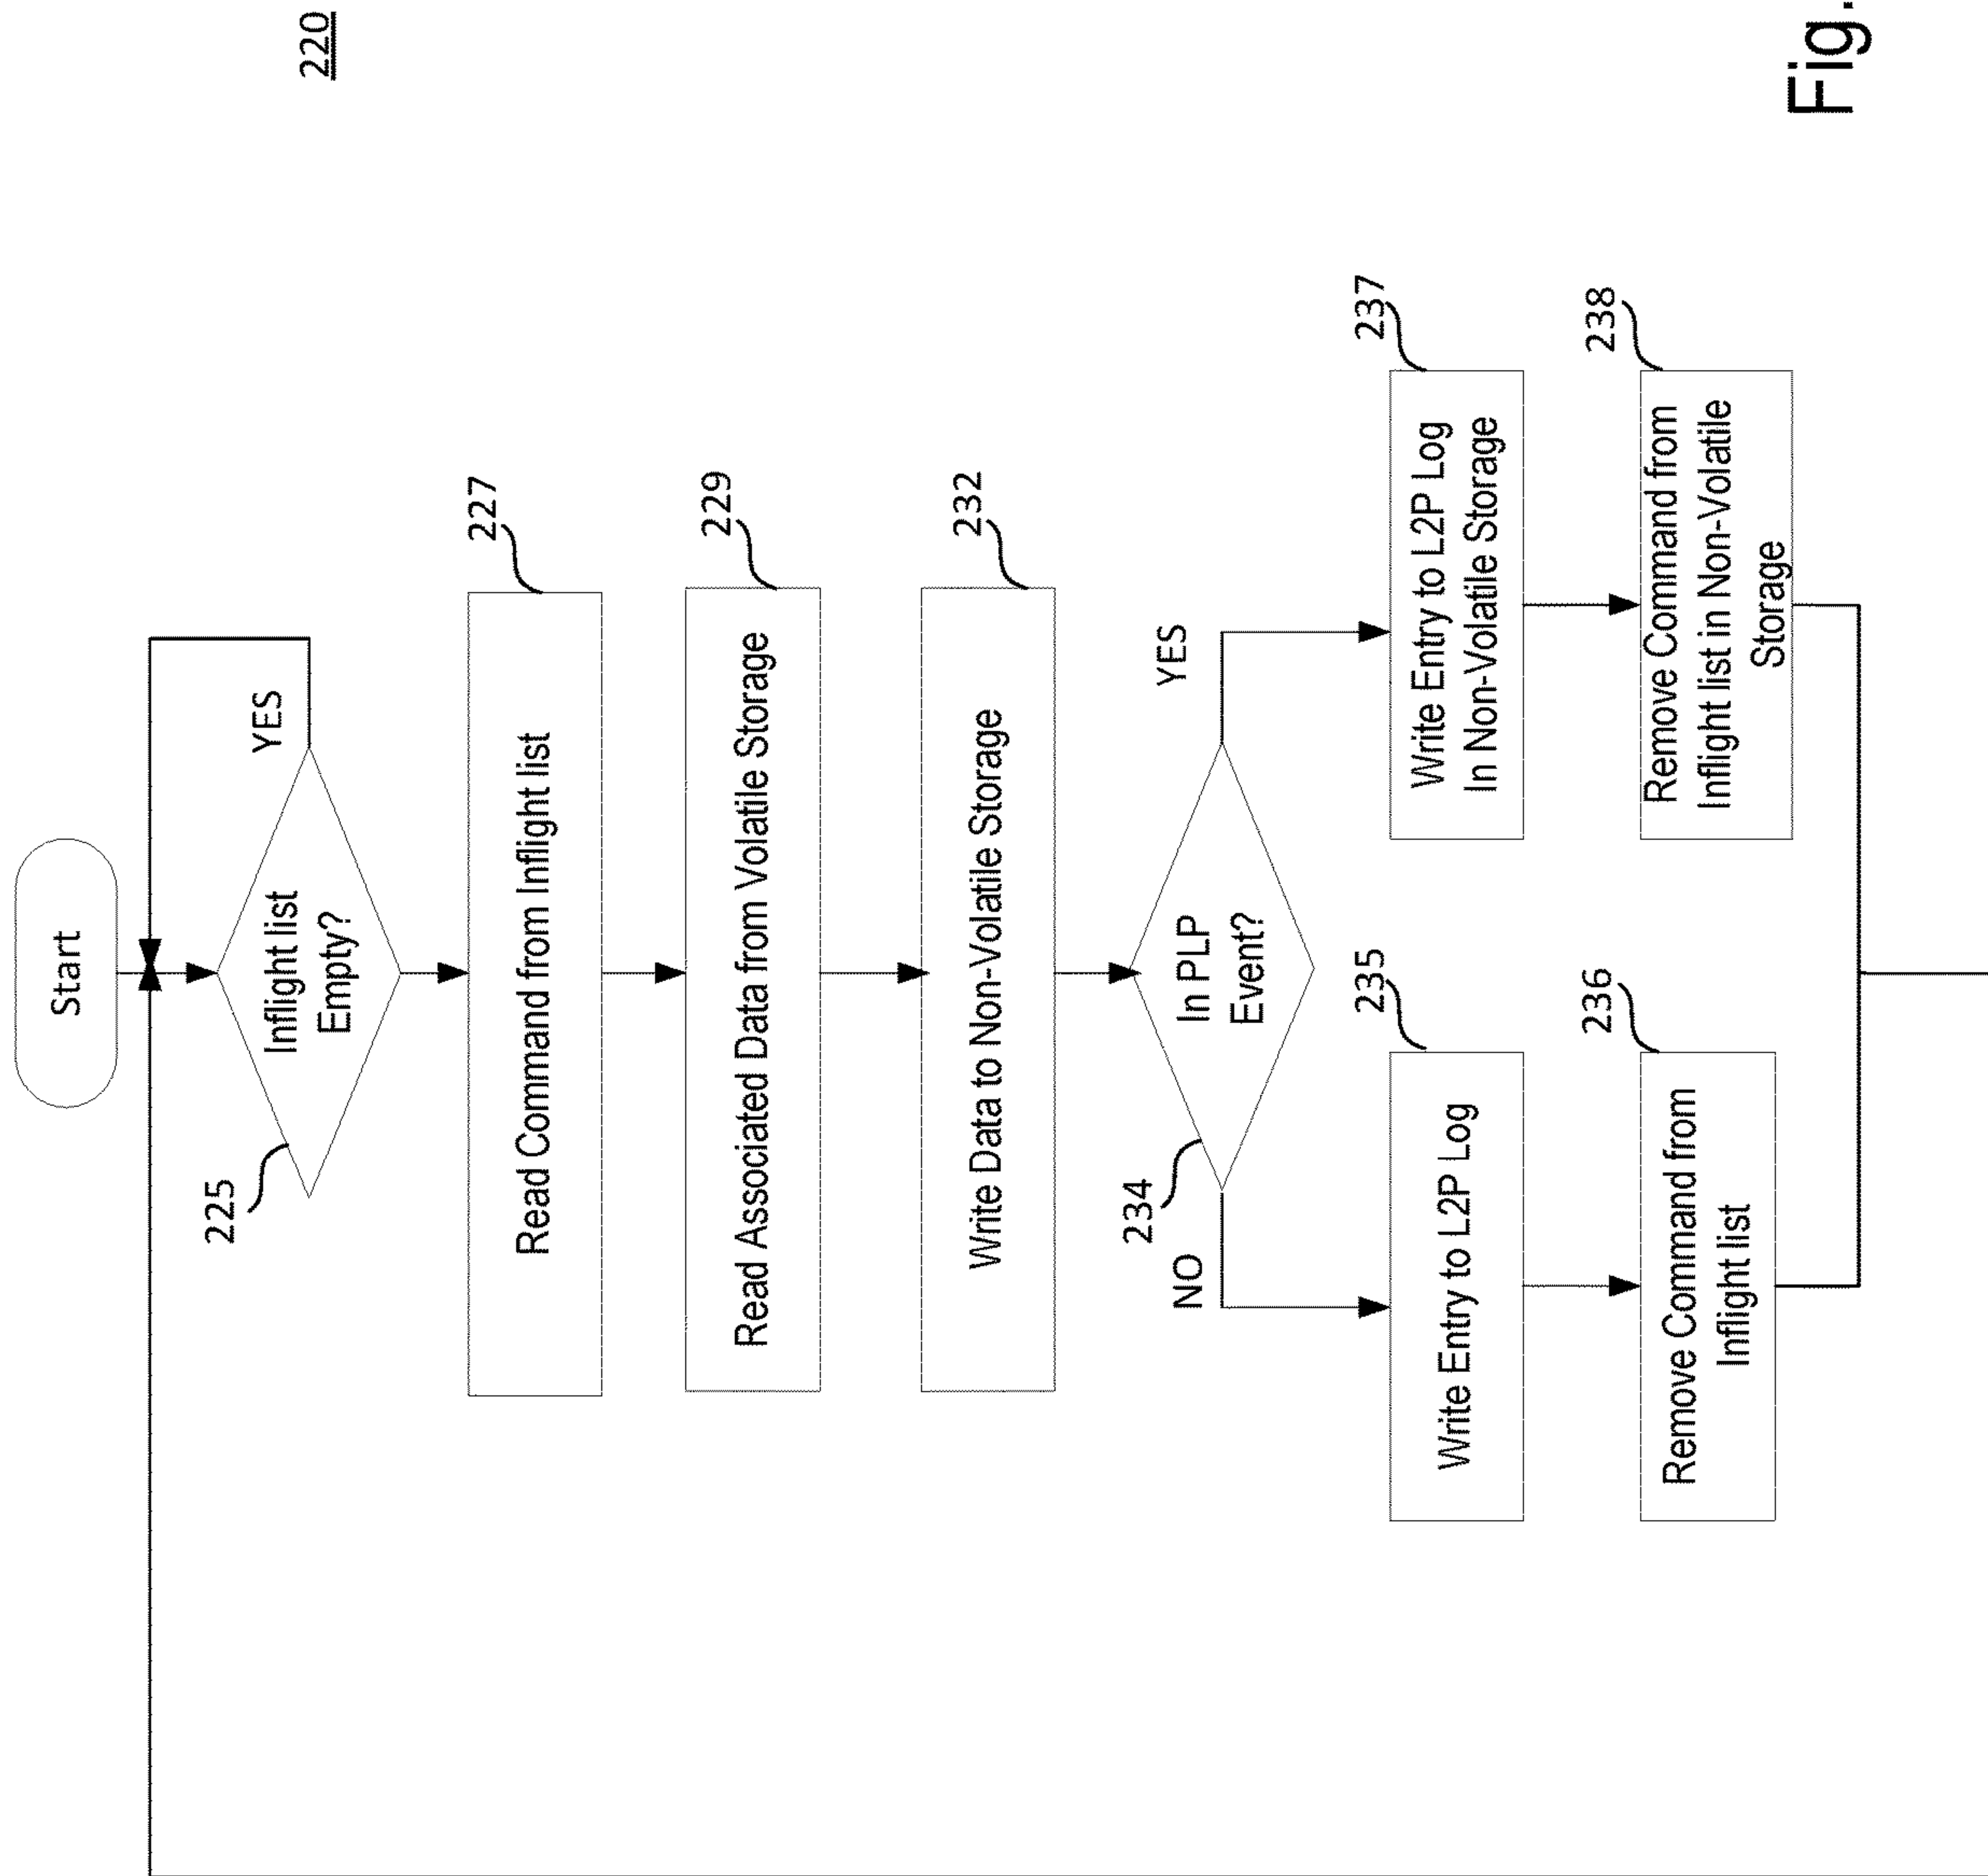 220
Start
Inflight list
Empty?
YES
225
Read Command from Inflight list
227
Read Associated Data from Volatile Storage
229
Write Data to Non-Volatile Storage
232
In PLP
Event?
234
NO
YES
Write Entry to L2P Log
235
Write Entry to L2P Log
In Non-Volatile Storage
237
Remove Command from
Inflight list
236
Remove Command from
Inflight list in Non-Volatile
Storage
238
Fig.